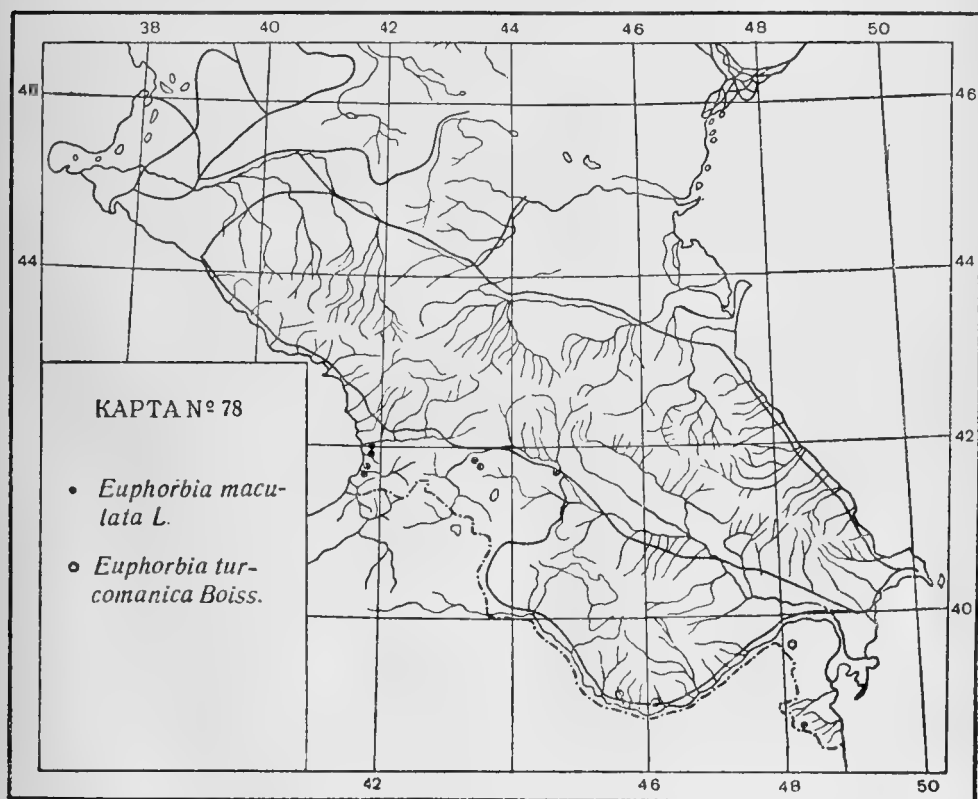 38 40 42 44 46 48 50
46
44 44
42
40
КАРТА № 78
• Euphorbia macu-
lata L.
○ Euphorbia tur-
comanica Boiss.
42 44 46 48 50